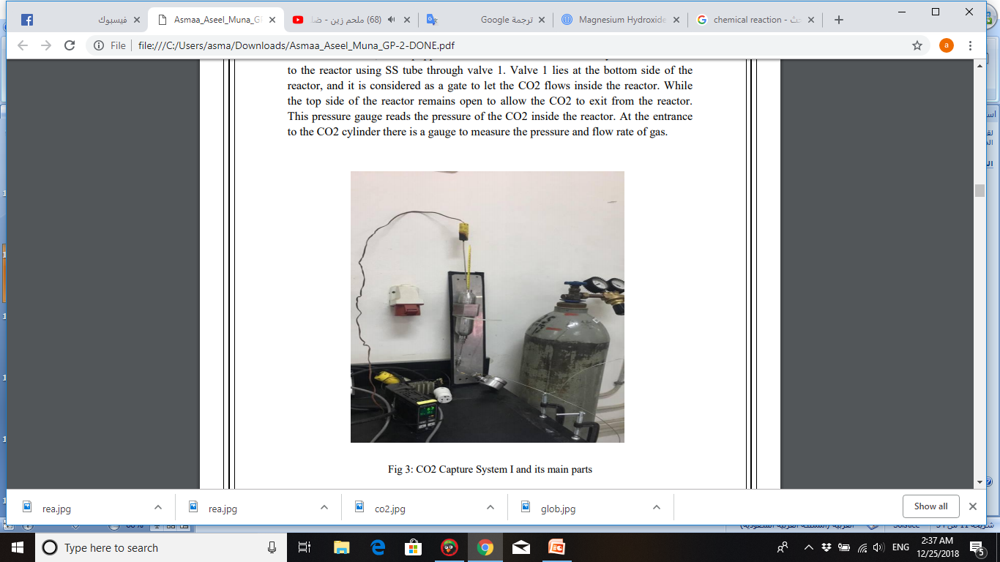 فيسبوك
Asmaa_Aseel_Muna_G
(68) ملحم زين - ضا
ترجمة Google
Magnesium Hydroxide
chemical reaction -
File
file:///C:/Users/asma/Downloads/Asmaa_Aseel_Muna_GP-2-DONE.pdf
a
to the reactor using SS tube through valve 1. Valve 1 lies at the bottom side of the
reactor, and it is considered as a gate to let the CO2 flows inside the reactor. While
the top side of the reactor remains open to allow the CO2 to exit from the reactor.
This pressure gauge reads the pressure of the CO2 inside the reactor. At the entrance
to the CO2 cylinder there is a gauge to measure the pressure and flow rate of gas.
Fig 3: CO2 Capture System I and its main parts
rea.jpg
rea.jpg
co2.jpg
glob.jpg
Show all
Type here to search
ENG
2:37 AM
12/25/2018
5